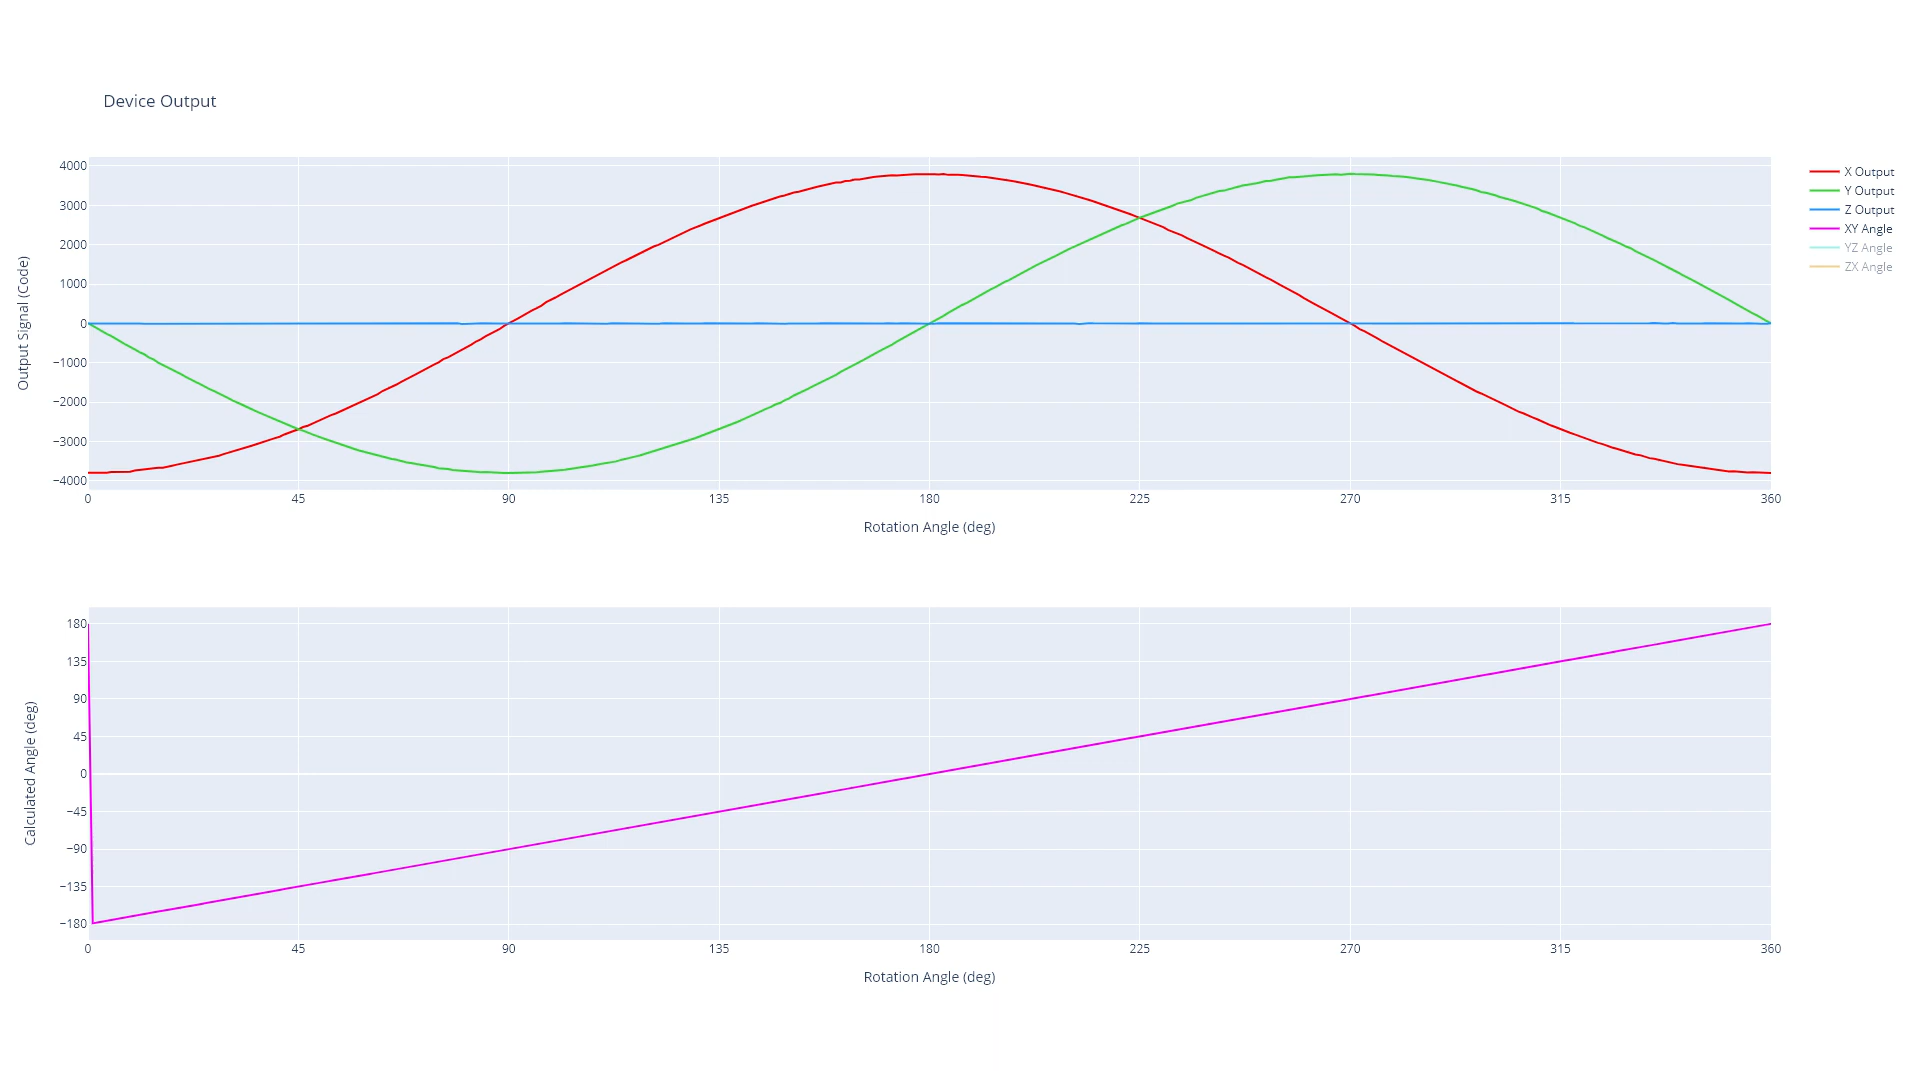 Device Output
4000
3000
2000
1000
0
−1000
−2000
−3000
−4000
Output Signal (Code)
0 45 90 135 180 225 270 315 360
Rotation Angle (deg)
X Output
Y Output
Z Output
XY Angle
YZ Angle
ZX Angle
180
135
90
45
0
−45
−90
−135
−180
Calculated Angle (deg)
0 45 90 135 180 225 270 315 360
Rotation Angle (deg)